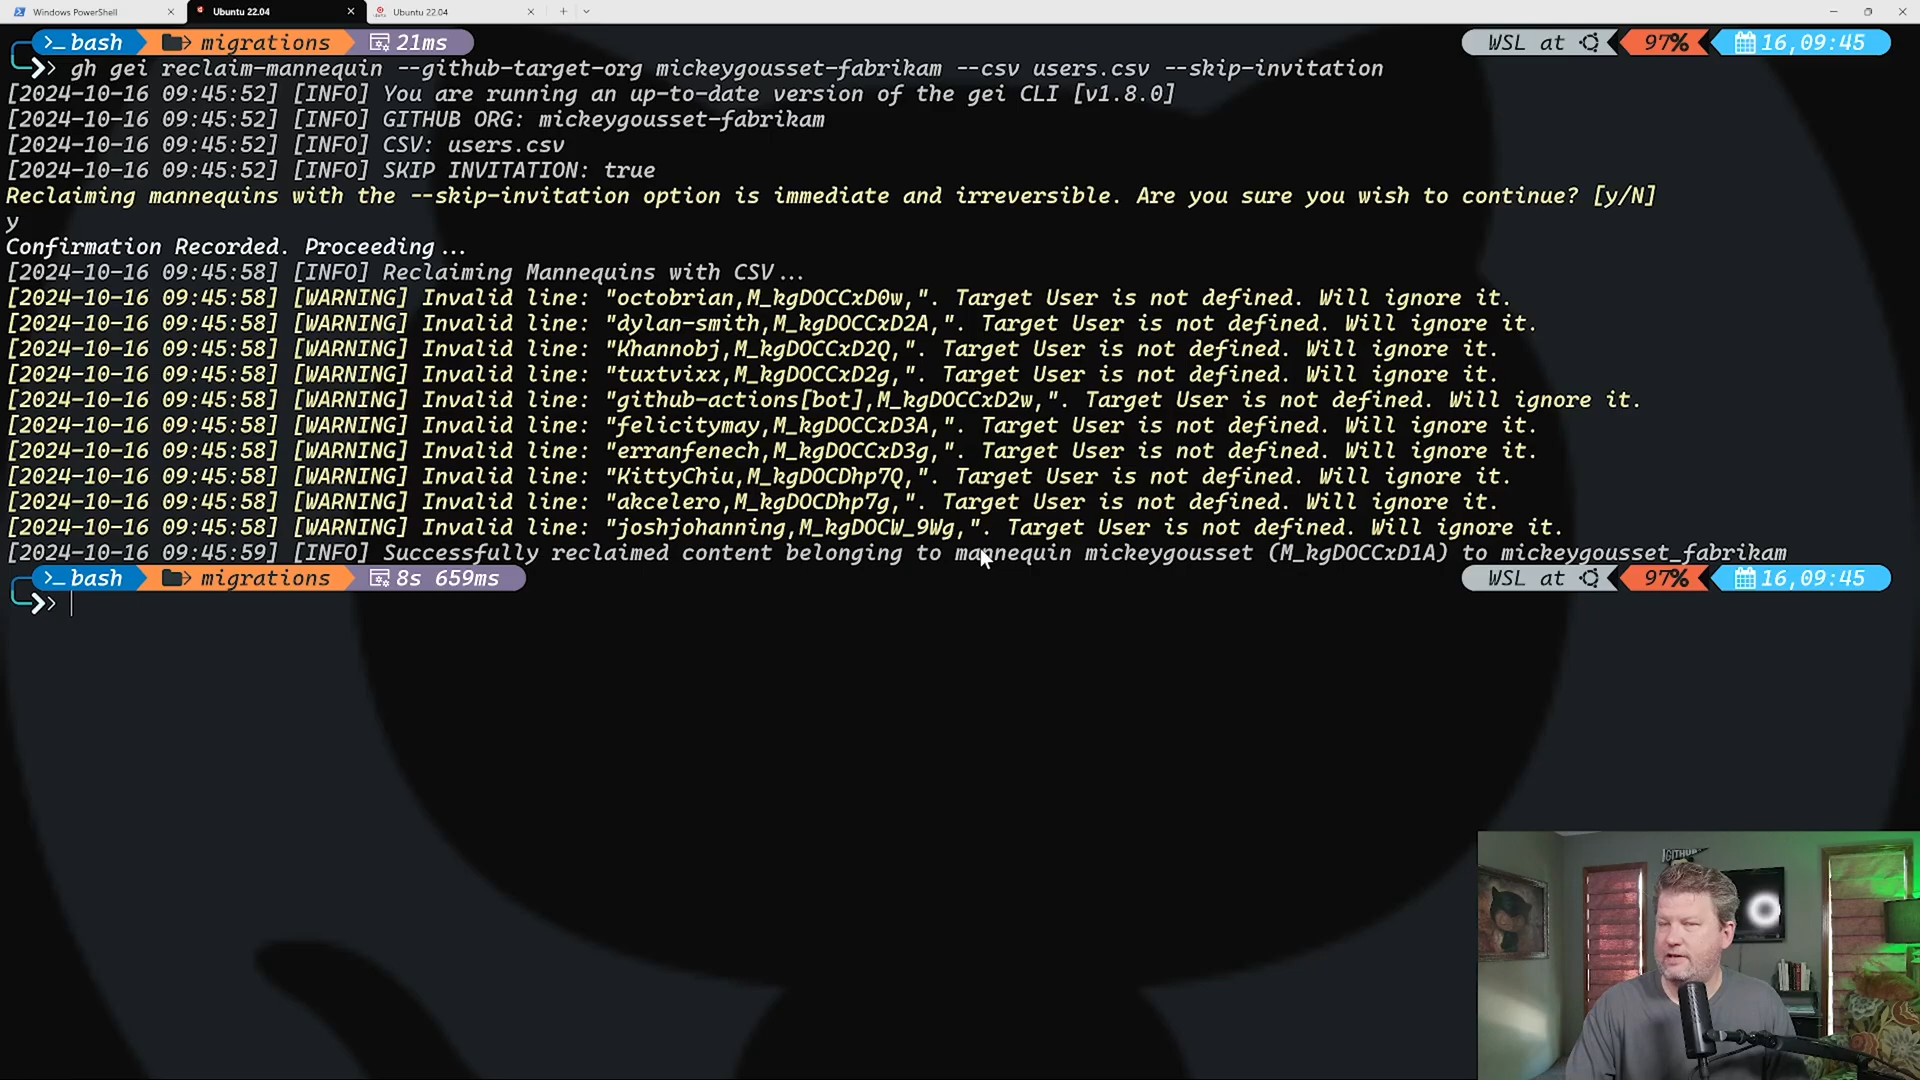 Windows PowerShell
Ubuntu 22.04
Ubuntu 22.04
>_ bash migrations 21ms WSL at 97% 16,09:45
gh gei reclaim-mannequin --github-target-org mickeygousset-fabrikam --csv users.csv --skip-invitation
[2024-10-16 09:45:52] [INFO] You are running an up-to-date version of the gei CLI [v1.8.0]
[2024-10-16 09:45:52] [INFO] GITHUB ORG: mickeygousset-fabrikam
[2024-10-16 09:45:52] [INFO] CSV: users.csv
[2024-10-16 09:45:52] [INFO] SKIP INVITATION: true
Reclaiming mannequins with the --skip-invitation option is immediate and irreversible. Are you sure you wish to continue? [y/N]
y
Confirmation Recorded. Proceeding...
[2024-10-16 09:45:58] [INFO] Reclaiming Mannequins with CSV...
[2024-10-16 09:45:58] [WARNING] Invalid line: "octobrian,M_kgDOCCxD0w,". Target User is not defined. Will ignore it.
[2024-10-16 09:45:58] [WARNING] Invalid line: "dylan-smith,M_kgDOCCxD2A,". Target User is not defined. Will ignore it.
[2024-10-16 09:45:58] [WARNING] Invalid line: "Khannobj,M_kgDOCCxD2Q,". Target User is not defined. Will ignore it.
[2024-10-16 09:45:58] [WARNING] Invalid line: "tuxtvixx,M_kgDOCCxD2g,". Target User is not defined. Will ignore it.
[2024-10-16 09:45:58] [WARNING] Invalid line: "github-actions[bot],M_kgDOCCxD2w,". Target User is not defined. Will ignore it.
[2024-10-16 09:45:58] [WARNING] Invalid line: "felicitymay,M_kgDOCCxD3A,". Target User is not defined. Will ignore it.
[2024-10-16 09:45:58] [WARNING] Invalid line: "erranfenech,M_kgDOCCxD3g,". Target User is not defined. Will ignore it.
[2024-10-16 09:45:58] [WARNING] Invalid line: "KittyChiu,M_kgDOCDhp7Q,". Target User is not defined. Will ignore it.
[2024-10-16 09:45:58] [WARNING] Invalid line: "akcelero,M_kgDOCDhp7g,". Target User is not defined. Will ignore it.
[2024-10-16 09:45:58] [WARNING] Invalid line: "joshjohanning,M_kgDOCW_9Wg,". Target User is not defined. Will ignore it.
[2024-10-16 09:45:59] [INFO] Successfully reclaimed content belonging to mannequin mickeygousset (M_kgDOCCxD1A) to mickeygousset_fabrikam
>_ bash migrations 8s 659ms WSL at 97% 16,09:45
GITHUB